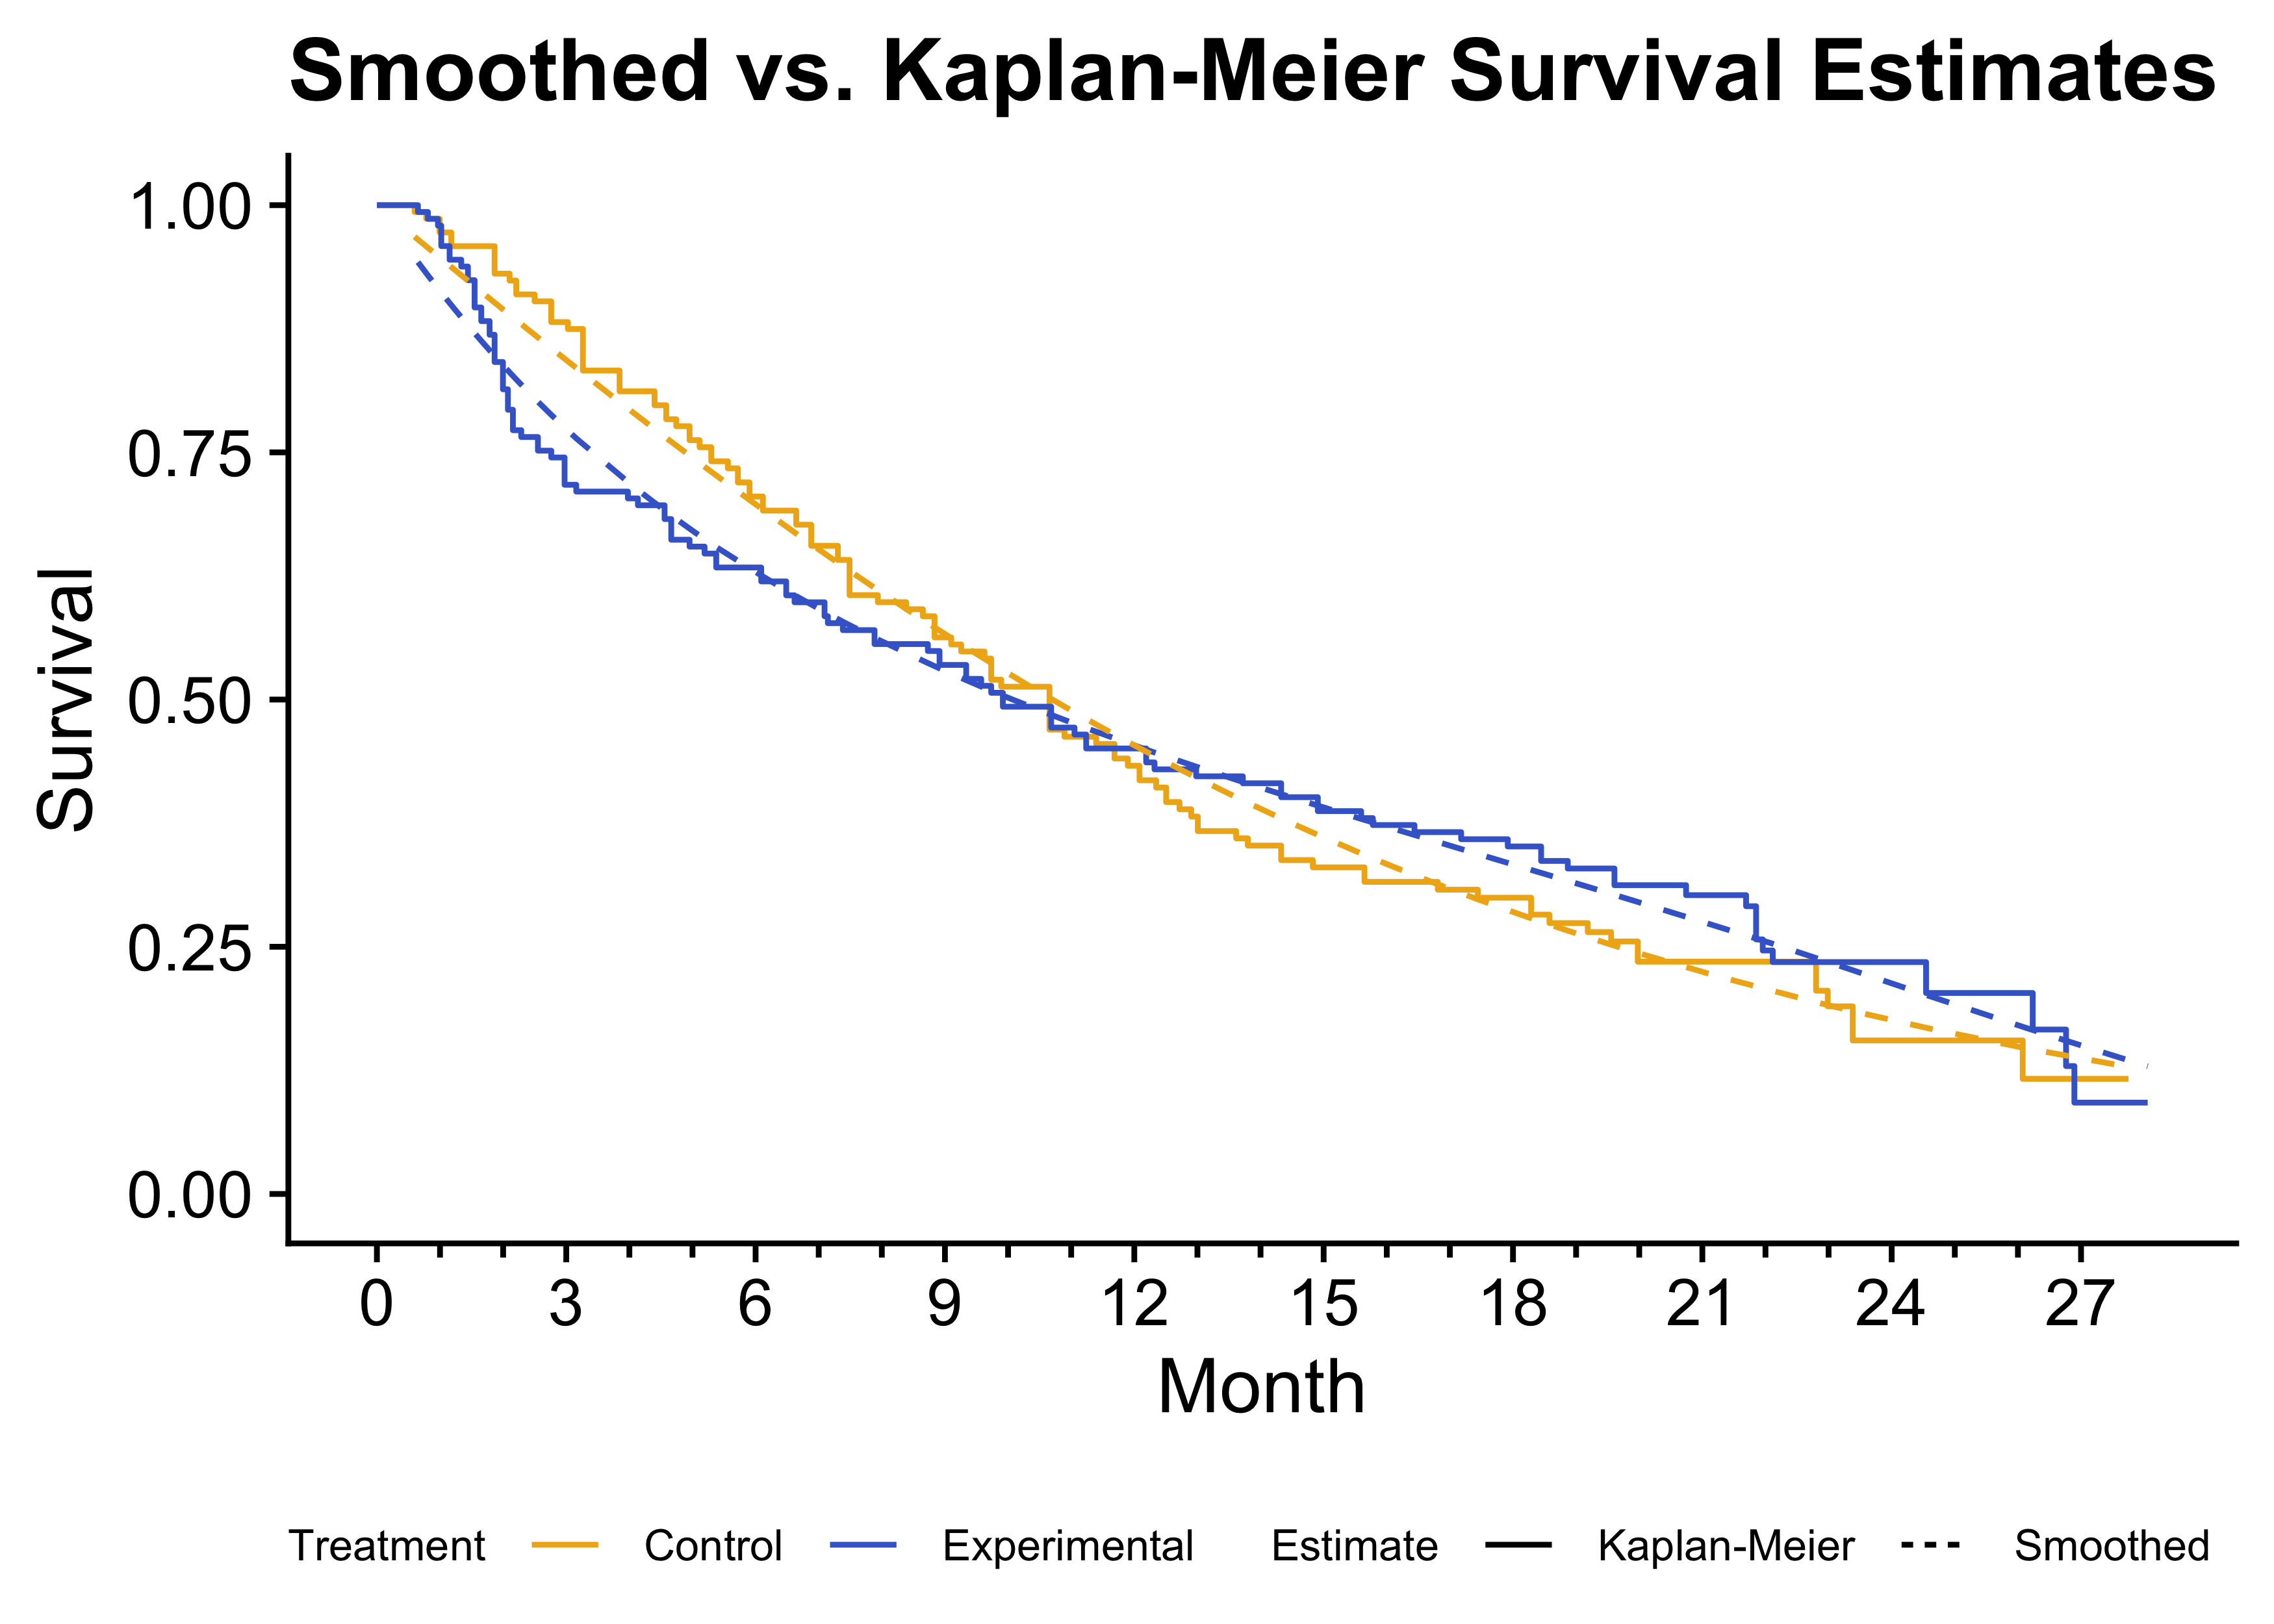 Smoothed vs. Kaplan-Meier Survival Estimates
Survival
1.00
0.75
0.50
0.25
0.00
0 3 6 9 12 15 18 21 24 27
Month
Treatment Control Experimental Estimate Kaplan-Meier Smoothed